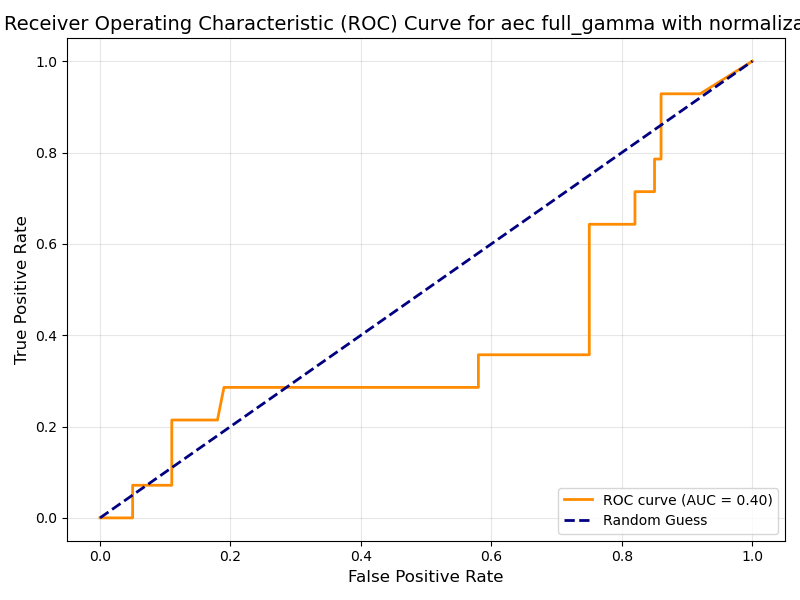 Receiver Operating Characteristic (ROC) Curve for aec full_gamma with normaliza
1.0
0.8
0.6
0.4
0.2
0.0
True Positive Rate
ROC curve (AUC = 0.40)
Random Guess
0.0 0.2 0.4 0.6 0.8 1.0
False Positive Rate